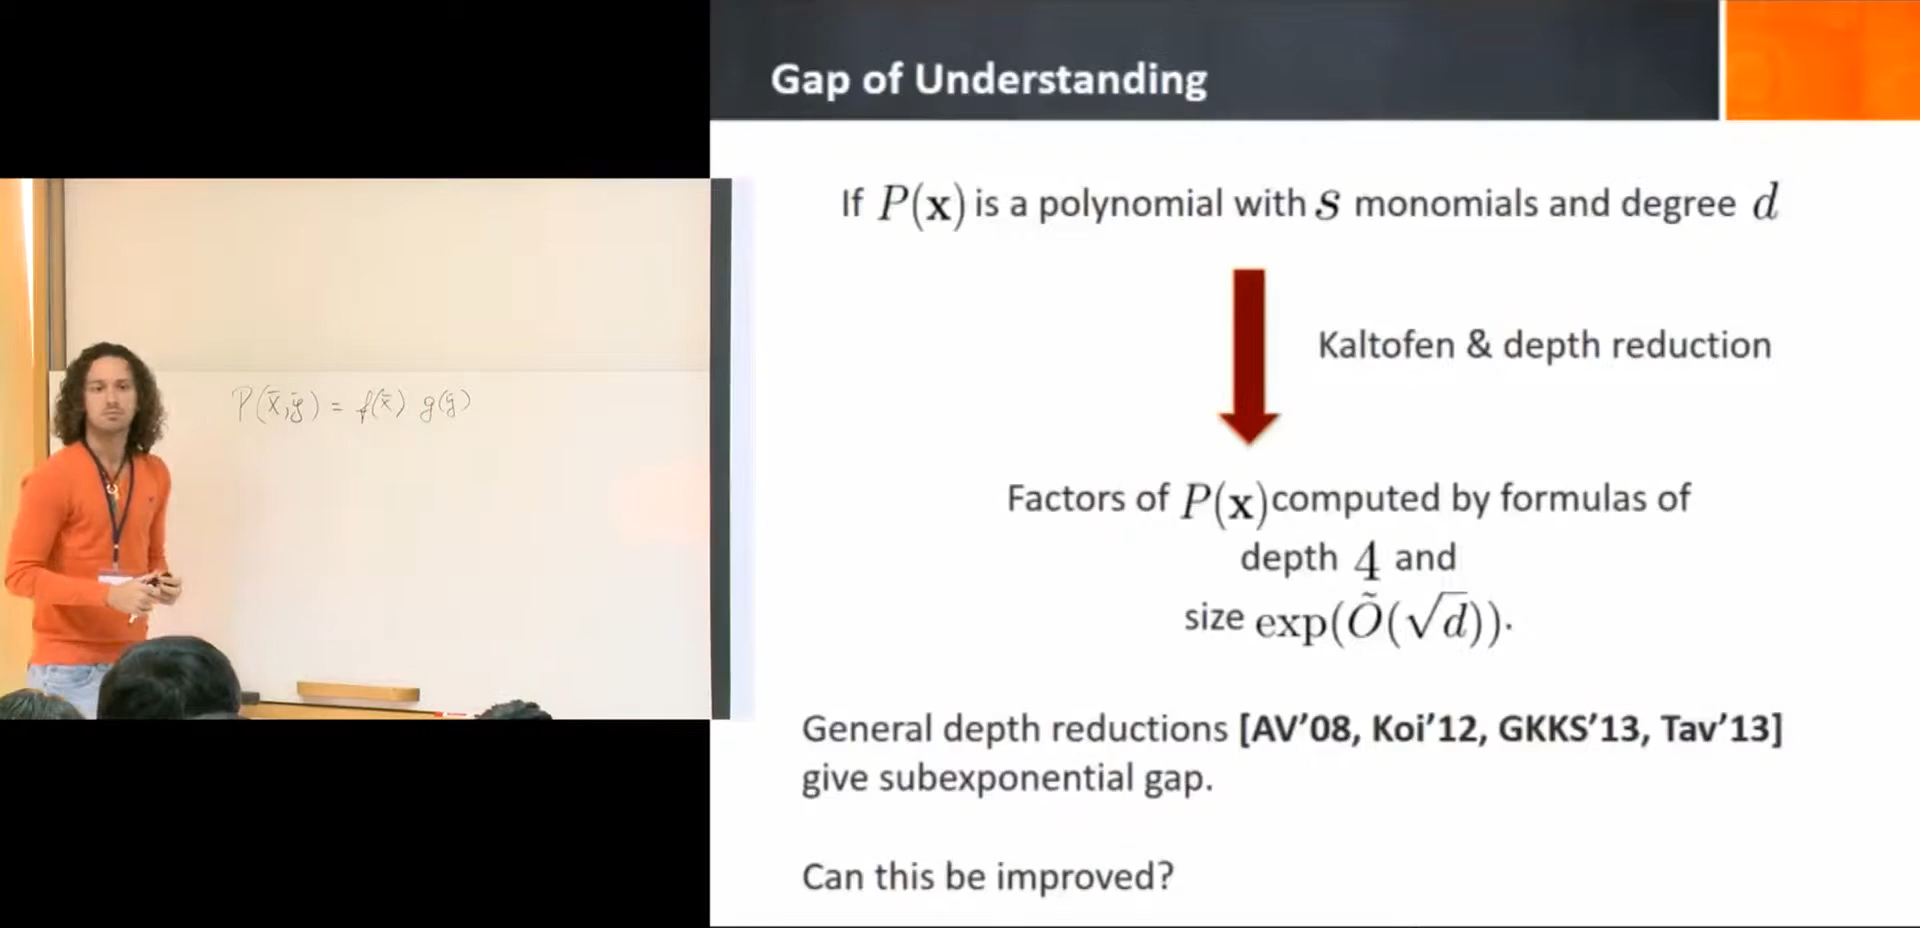 P(x̄,ȳ) = f(x̄) g(ȳ)
Gap of Understanding
If P(x) is a polynomial with s monomials and degree d
Kaltofen & depth reduction
Factors of P(x) computed by formulas of
depth 4 and
size exp(Õ(√d)).
General depth reductions [AV’08, Koi’12, GKKS’13, Tav’13]
give subexponential gap.
Can this be improved?